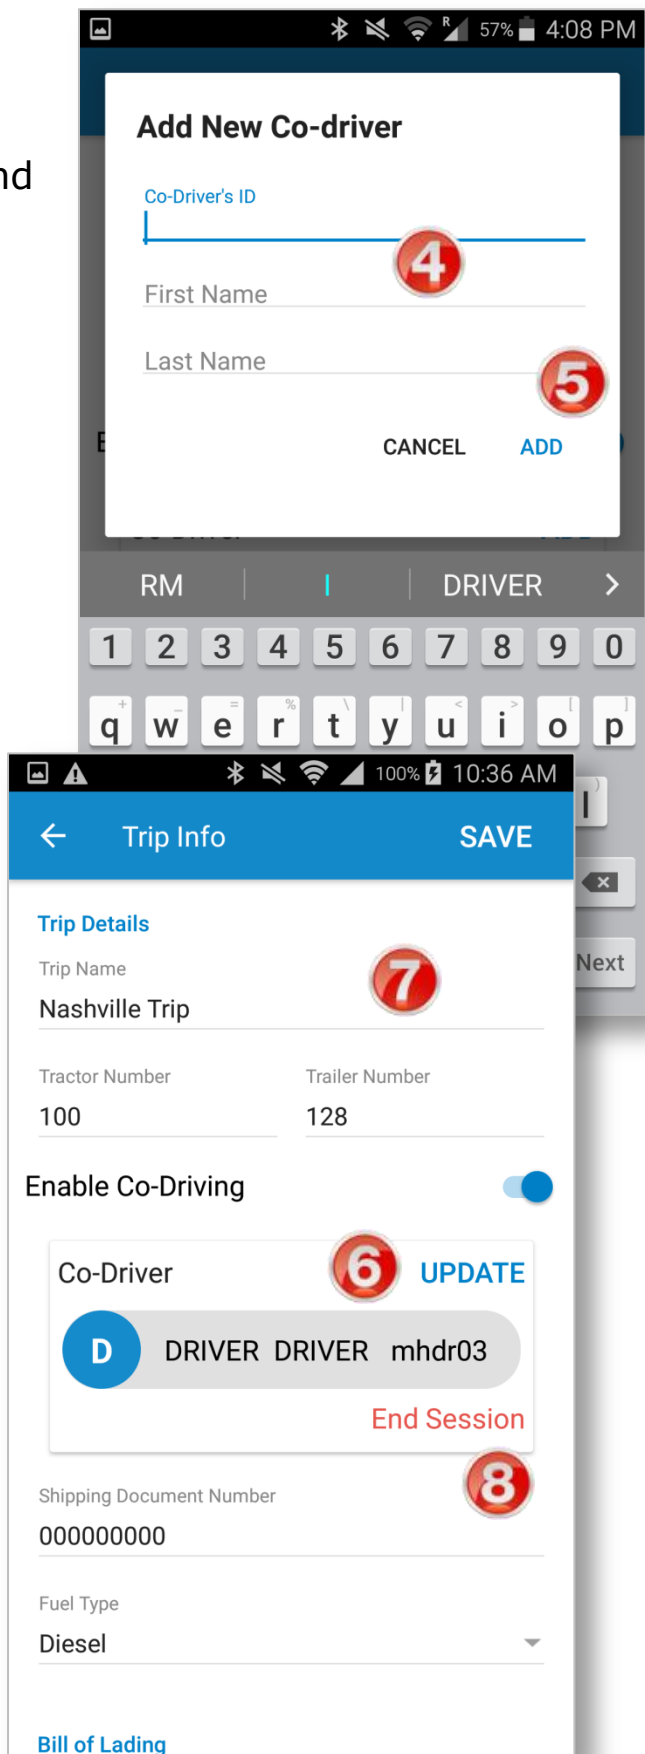 57% 4:08 PM
Add New Co-driver
nd
Co-Driver's ID
4
First Name
Last Name
5
CANCEL ADD
RM I DRIVER >
1 2 3 4 5 6 7 8 9 0
q w e r t y u i o p
100% 10:36 AM
l
Trip Info SAVE
Trip Details
Next
Trip Name
7
Nashville Trip
Tractor Number Trailer Number
100 128
Enable Co-Driving
Co-Driver 6 UPDATE
D DRIVER DRIVER mhdr03
End Session
8
Shipping Document Number
000000000
Fuel Type
Diesel
Bill of Lading